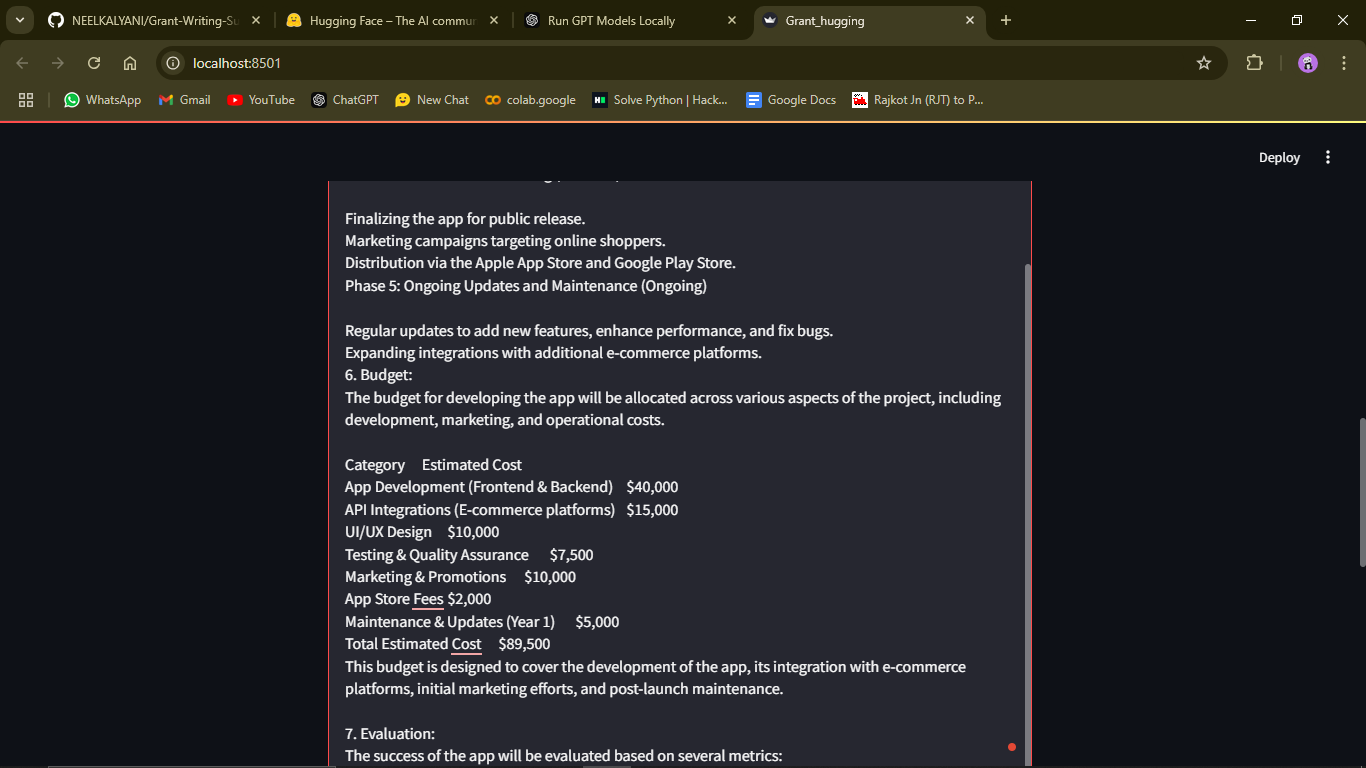 NEELKALYANI/Grant-Writing-Su
Hugging Face – The AI commun
Run GPT Models Locally
Grant_hugging
localhost:8501
WhatsApp
Gmail
YouTube
ChatGPT
New Chat
colab.google
Solve Python | Hack...
Google Docs
Rajkot Jn (RJT) to P...
Deploy
Finalizing the app for public release.
Marketing campaigns targeting online shoppers.
Distribution via the Apple App Store and Google Play Store.
Phase 5: Ongoing Updates and Maintenance (Ongoing)
Regular updates to add new features, enhance performance, and fix bugs.
Expanding integrations with additional e-commerce platforms.
6. Budget:
The budget for developing the app will be allocated across various aspects of the project, including
development, marketing, and operational costs.
Category Estimated Cost
App Development (Frontend & Backend) $40,000
API Integrations (E-commerce platforms) $15,000
UI/UX Design $10,000
Testing & Quality Assurance $7,500
Marketing & Promotions $10,000
App Store Fees $2,000
Maintenance & Updates (Year 1) $5,000
Total Estimated Cost $89,500
This budget is designed to cover the development of the app, its integration with e-commerce
platforms, initial marketing efforts, and post-launch maintenance.
7. Evaluation:
The success of the app will be evaluated based on several metrics: